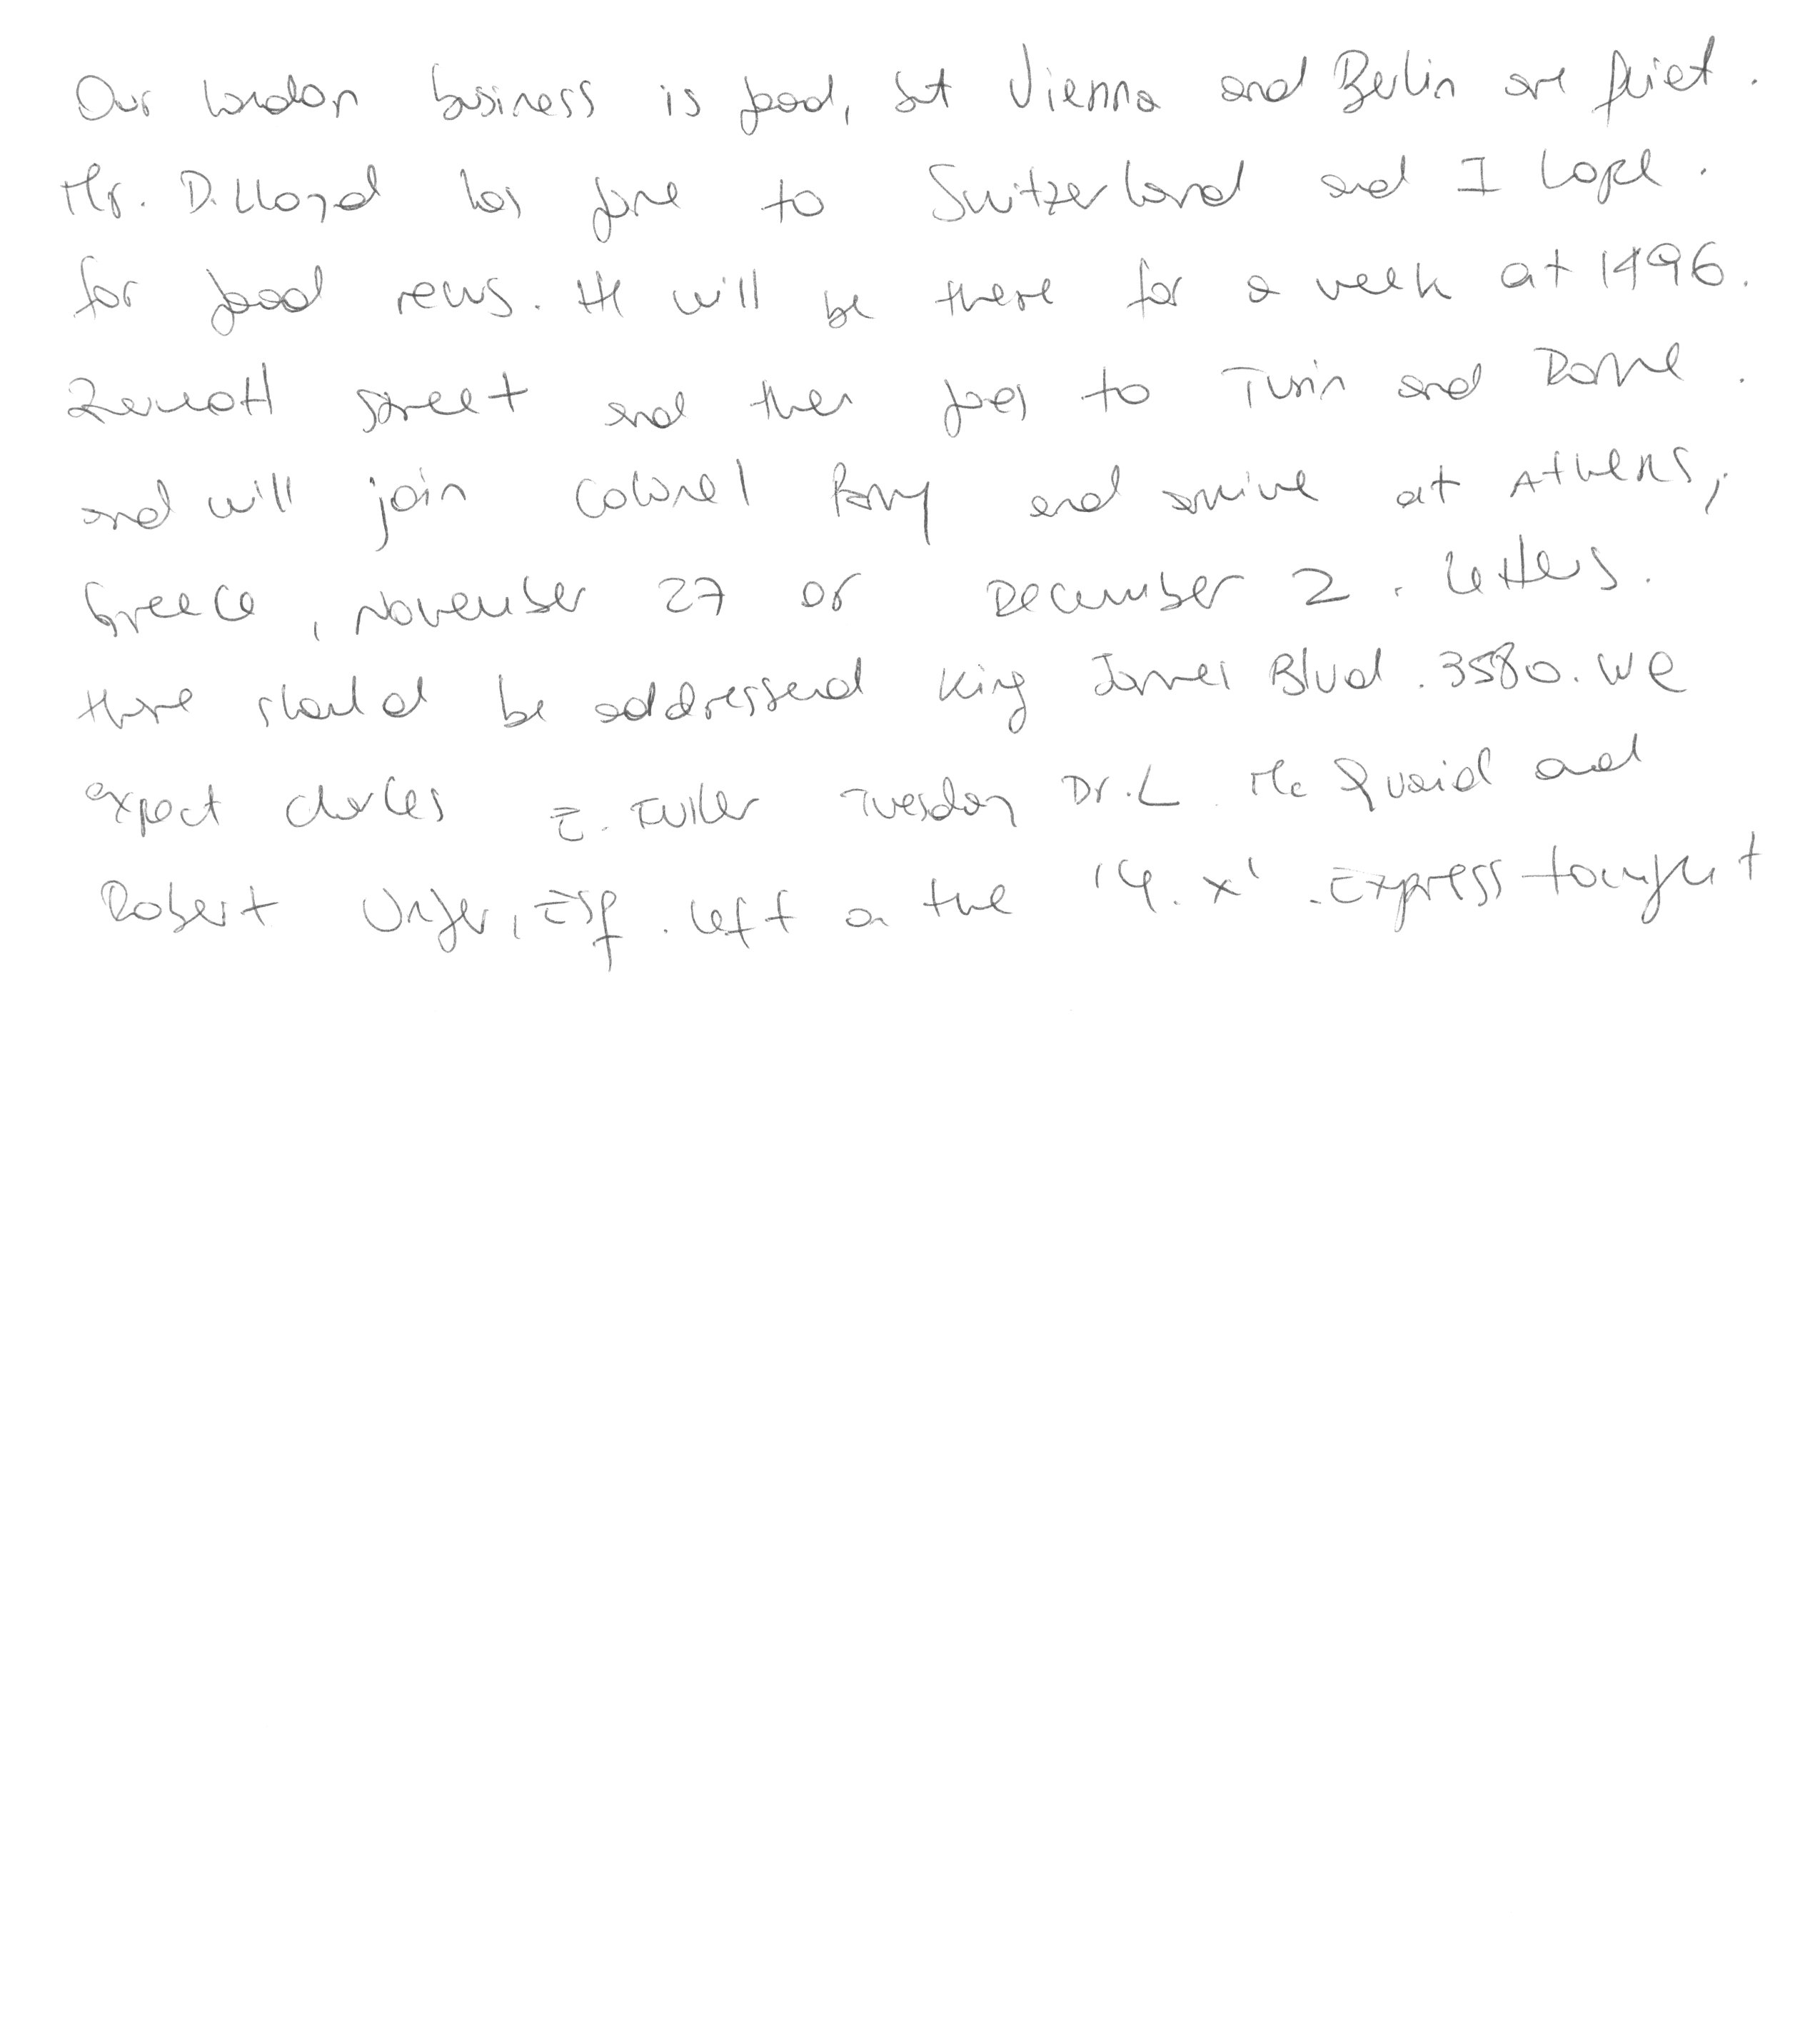 Our London business is good, but Vienna and Berlin are quiet.
Mr. D. Lloyd has gone to Switzerland and I hope.
for good news. He will be there for a week at 1496.
Zermott street and then goes to Turin and Rome.
and will join Colonel Parry and arrive at Athens,
Greece, November 27 or December 2. Letters.
there should be addressed King James Blvd. 3580. We
expect Charles E. Fuller Tuesday Dr. L. Mc Quaid and
Robert Unger, Esq. left on the 'Y. X' Express tonight